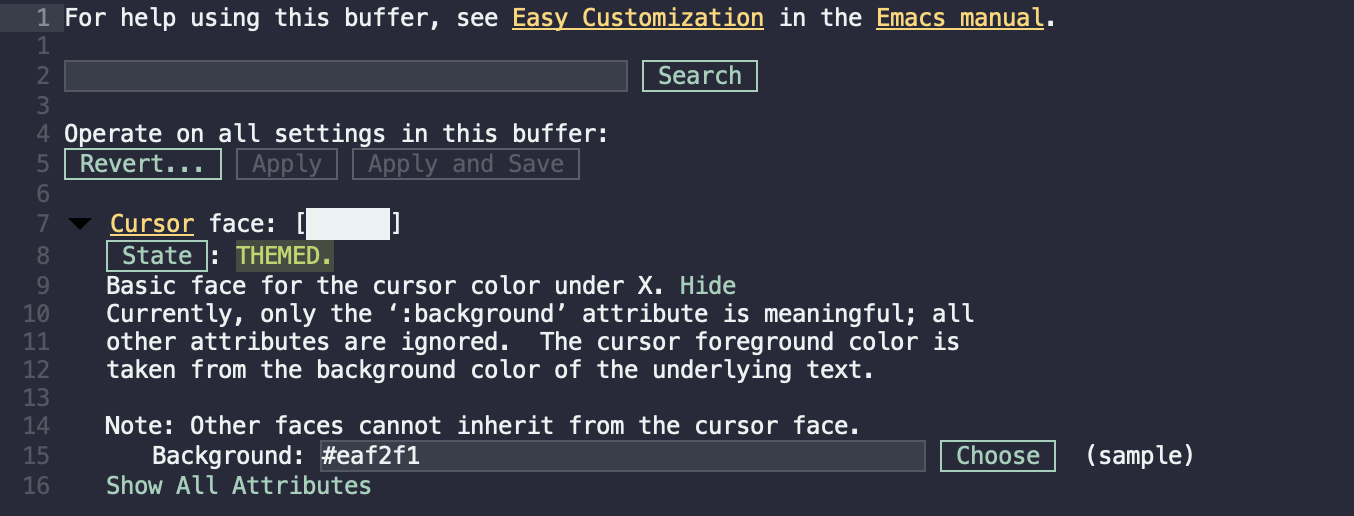 1 For help using this buffer, see Easy Customization in the Emacs manual.
1
2 Search
3
4 Operate on all settings in this buffer:
5 Revert... Apply Apply and Save
6
7 Cursor face: [ ]
8 State : THEMED.
9 Basic face for the cursor color under X. Hide
10 Currently, only the ‘:background’ attribute is meaningful; all
11 other attributes are ignored.  The cursor foreground color is
12 taken from the background color of the underlying text.
13
14 Note: Other faces cannot inherit from the cursor face.
15 Background: #eaf2f1 Choose (sample)
16 Show All Attributes